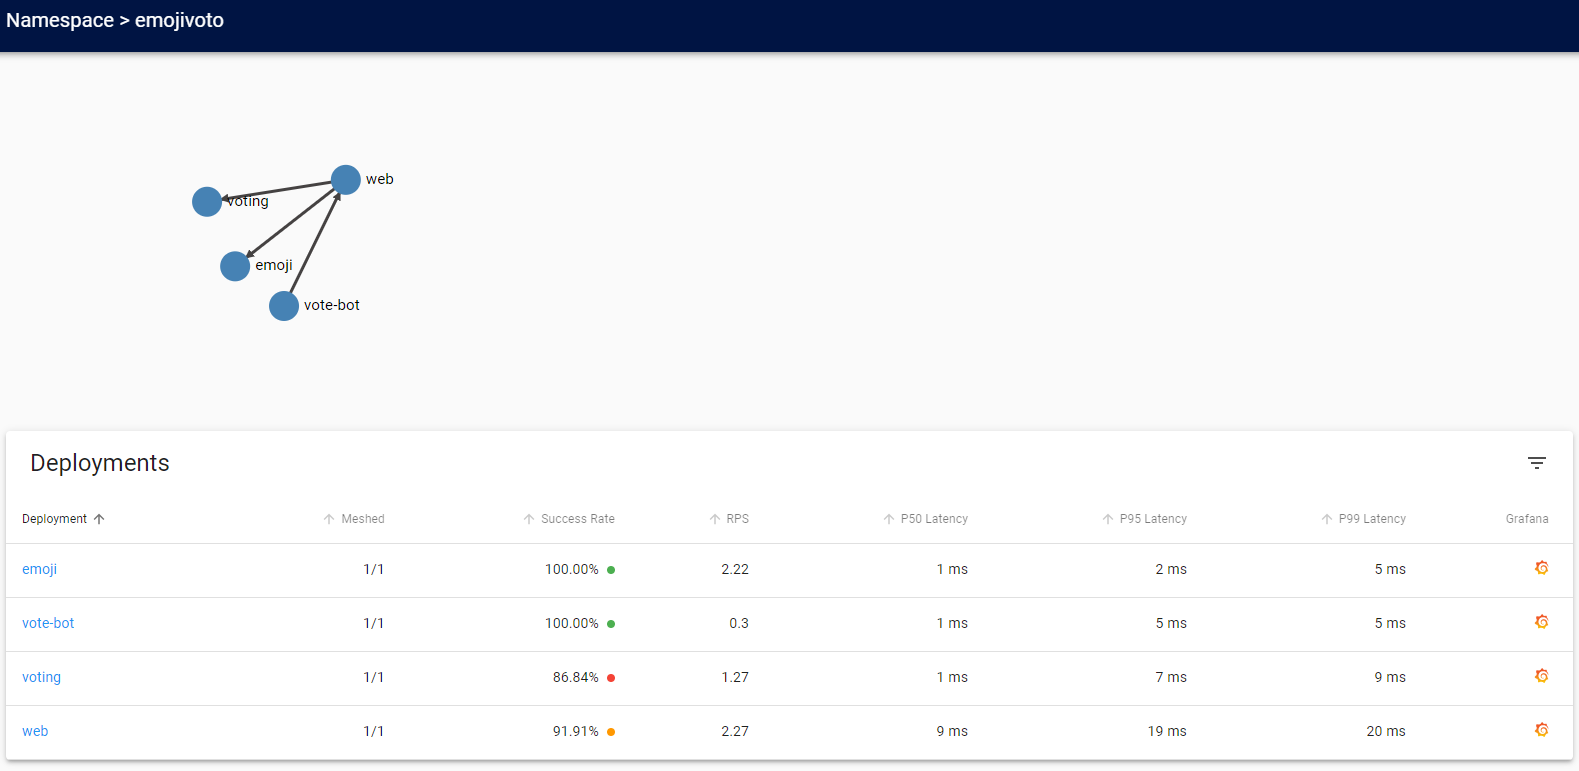 Namespace > emojivoto
web
voting
emoji
vote-bot
Deployments
Deployment Meshed Success Rate RPS P50 Latency P95 Latency P99 Latency Grafana
emoji 1/1 100.00% 2.22 1 ms 2 ms 5 ms
vote-bot 1/1 100.00% 0.3 1 ms 5 ms 5 ms
voting 1/1 86.84% 1.27 1 ms 7 ms 9 ms
web 1/1 91.91% 2.27 9 ms 19 ms 20 ms